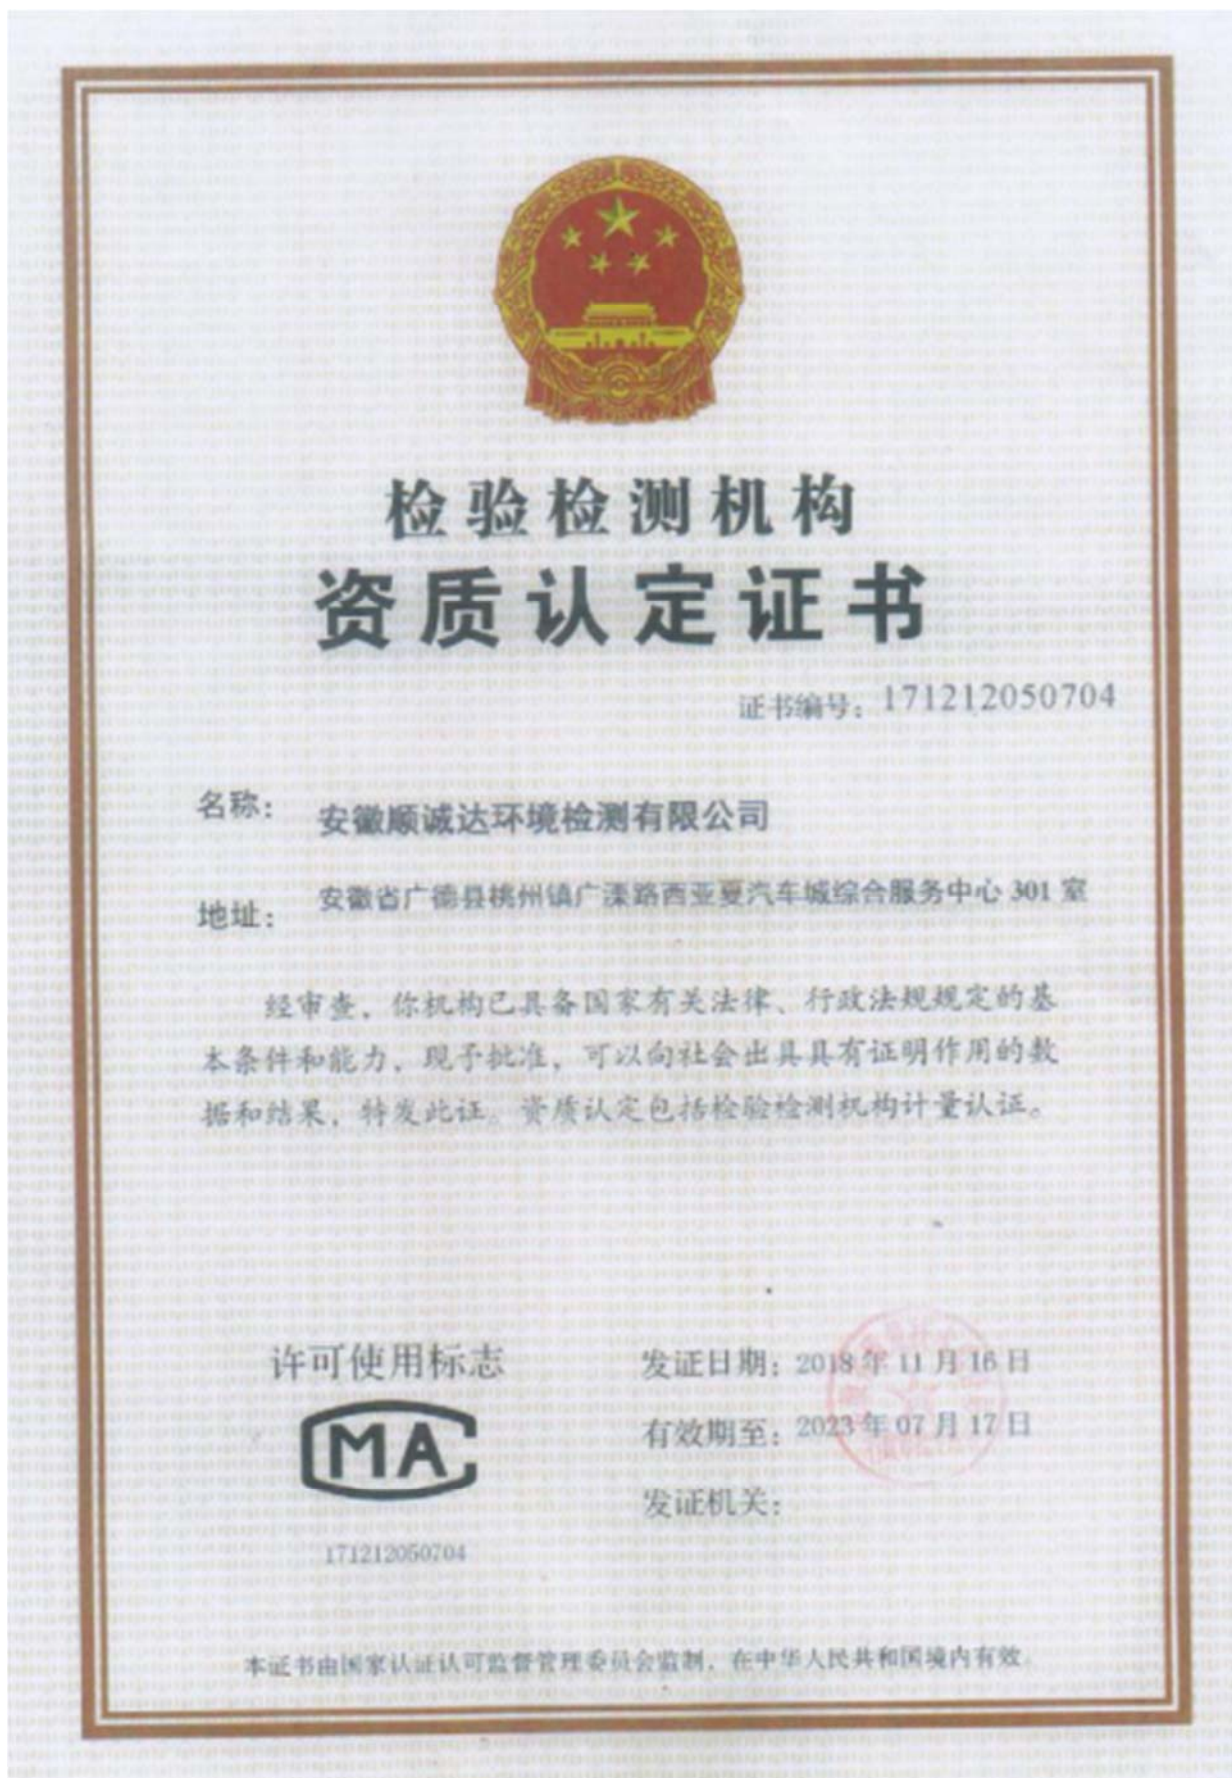 检验检测机构
资质认定证书
证书编号：171212050704
名称：安徽顺诚达环境检测有限公司
地址：安徽省广德县桃州镇广溧路西亚夏汽车城综合服务中心 301 室
经审查，你机构已具备国家有关法律、行政法规规定的基
本条件和能力，现予批准，可以向社会出具具有证明作用的数
据和结果，特发此证。资质认定包括检验检测机构计量认证。
许可使用标志
MA
171212050704
发证日期：2018 年 11 月 16 日
有效期至：2023 年 07 月 17 日
发证机关：
本证书由国家认证认可监督管理委员会监制，在中华人民共和国境内有效。